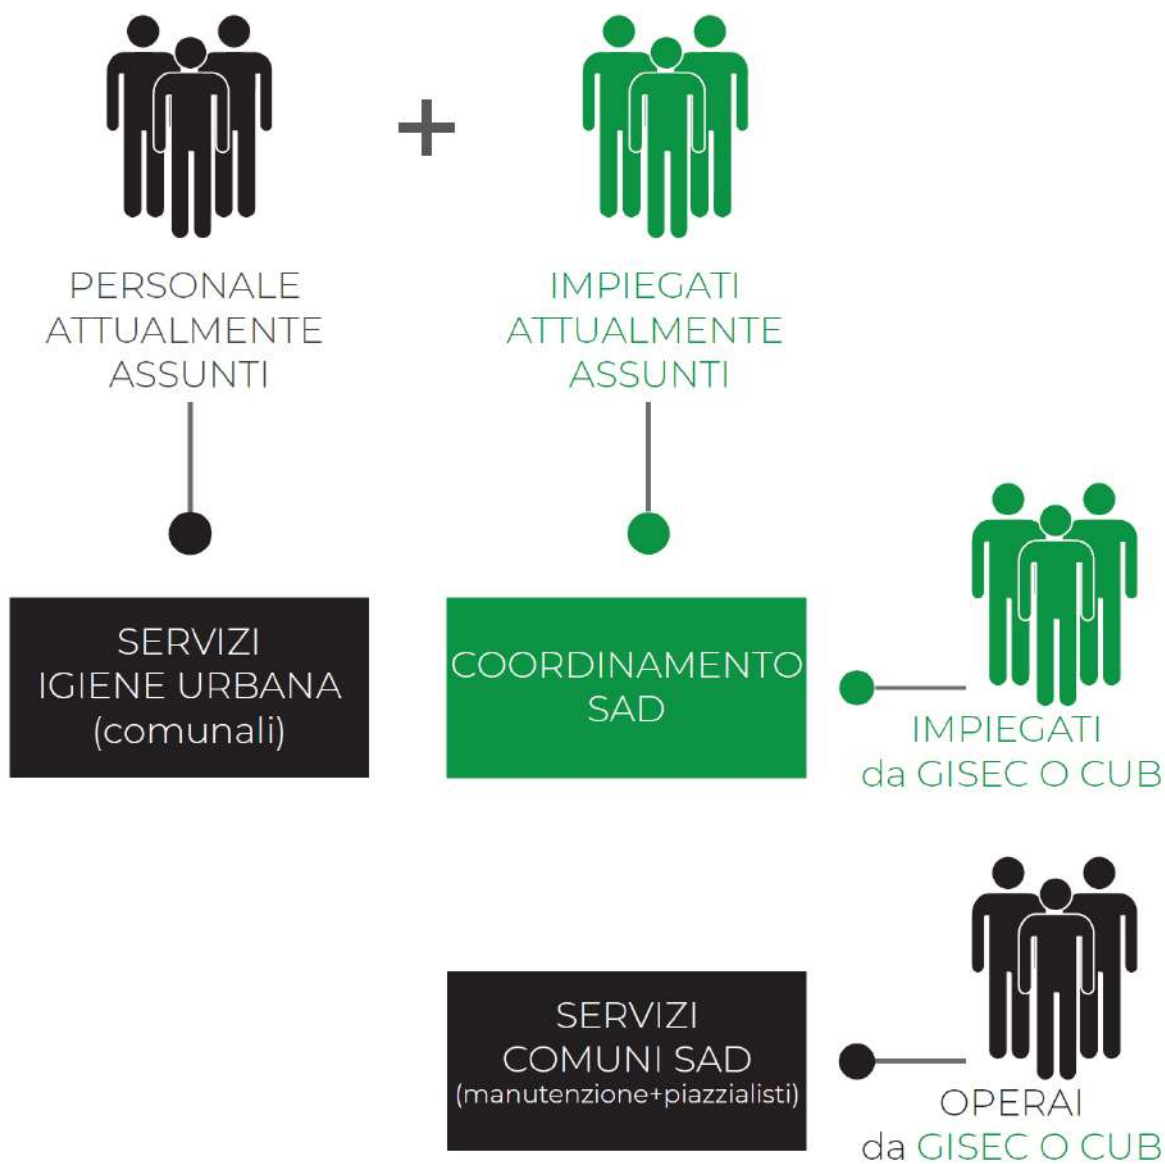 PERSONALE
ATTUALMENTE
ASSUNTI
IMPIEGATI
ATTUALMENTE
ASSUNTI
SERVIZI
IGIENE URBANA
(comunali)
COORDINAMENTO
SAD
IMPIEGATI
da GISEC O CUB
SERVIZI
COMUNI SAD
(manutenzione+piazzialisti)
OPERAI
da GISEC O CUB